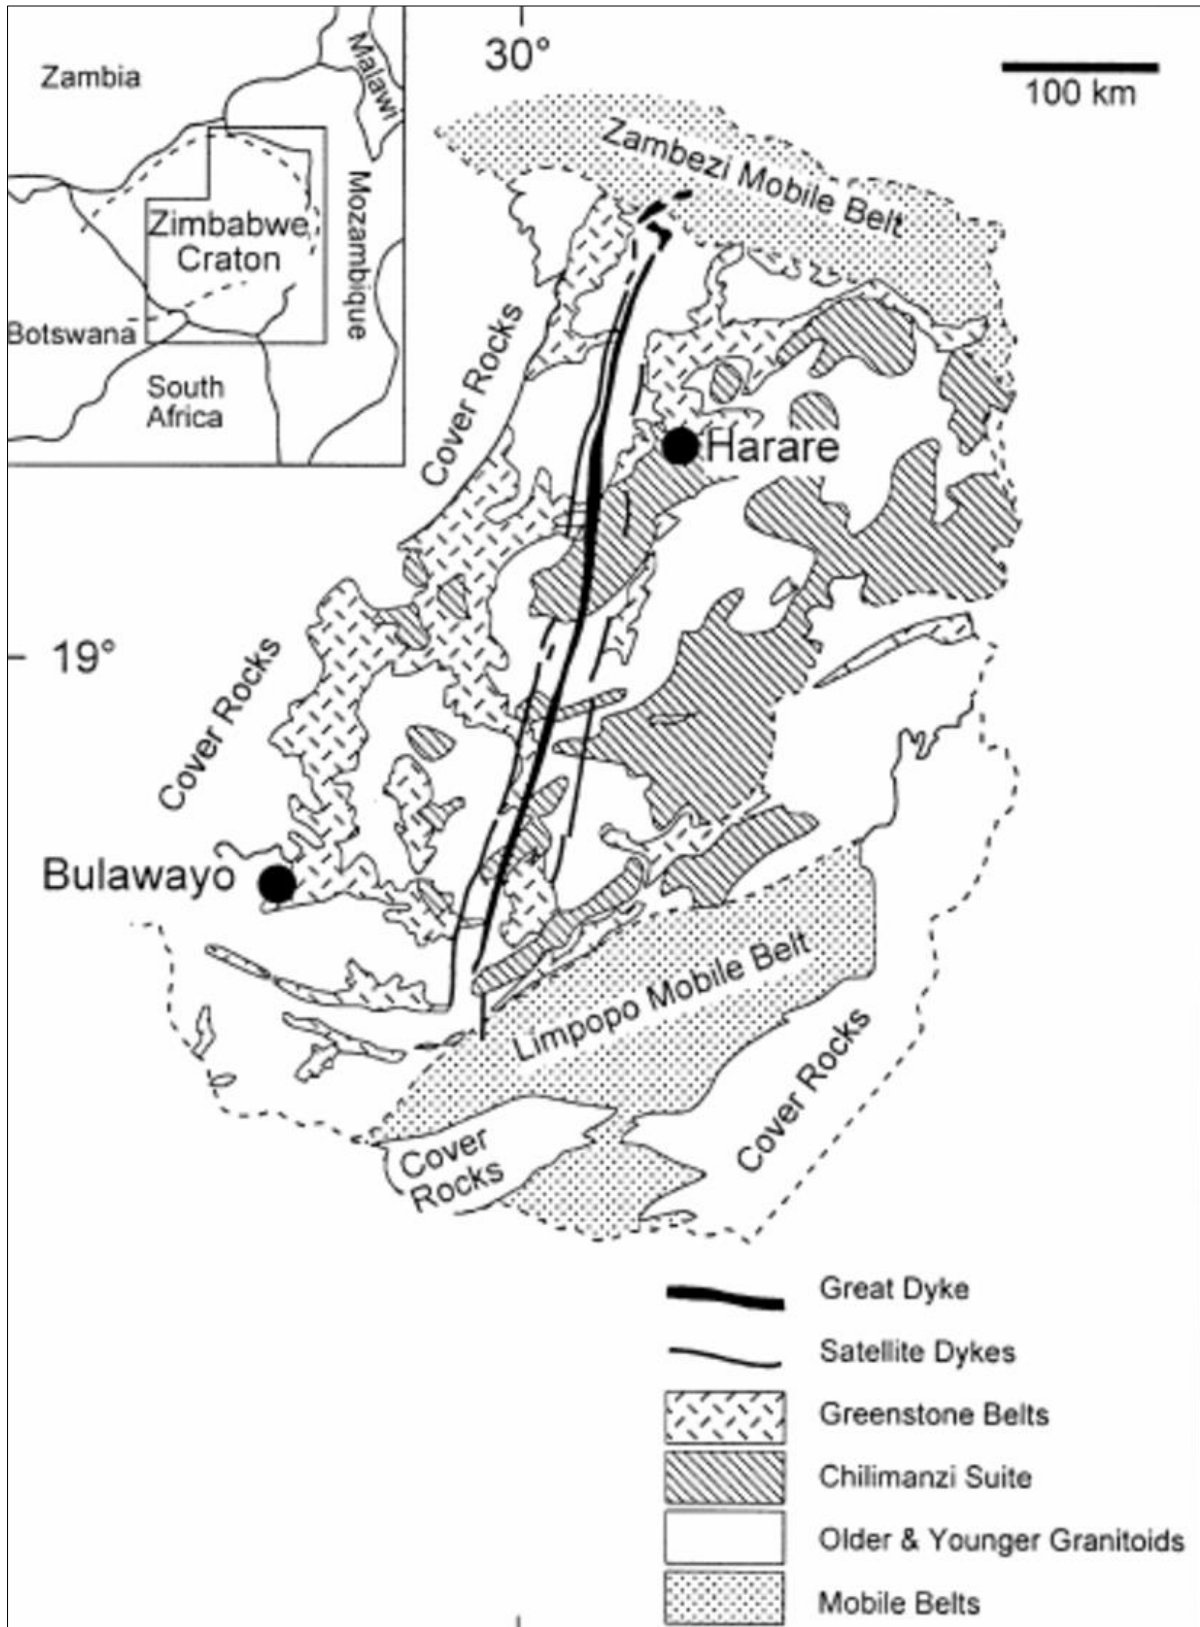 30°
100 km
Zambia
Malawi
Mozambique
Zimbabwe
Craton
Botswana
South
Africa
Zambezi Mobile Belt
Cover Rocks
Harare
19°
Cover Rocks
Bulawayo
Limpopo Mobile Belt
Cover Rocks
Cover
Rocks
Great Dyke
Satellite Dykes
Greenstone Belts
Chilimanzi Suite
Older & Younger Granitoids
Mobile Belts